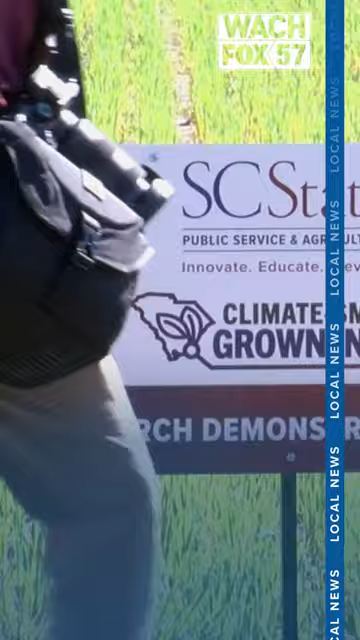 WACH
FOX 57
SCStat
PUBLIC SERVICE & AGRICULT
Innovate. Educate.
CLIMATE SM
GROWN
RCH DEMONS
LOCAL NEWS
LOCAL NEWS
LOCAL NEWS
LOCAL NEWS
LOCAL NEWS